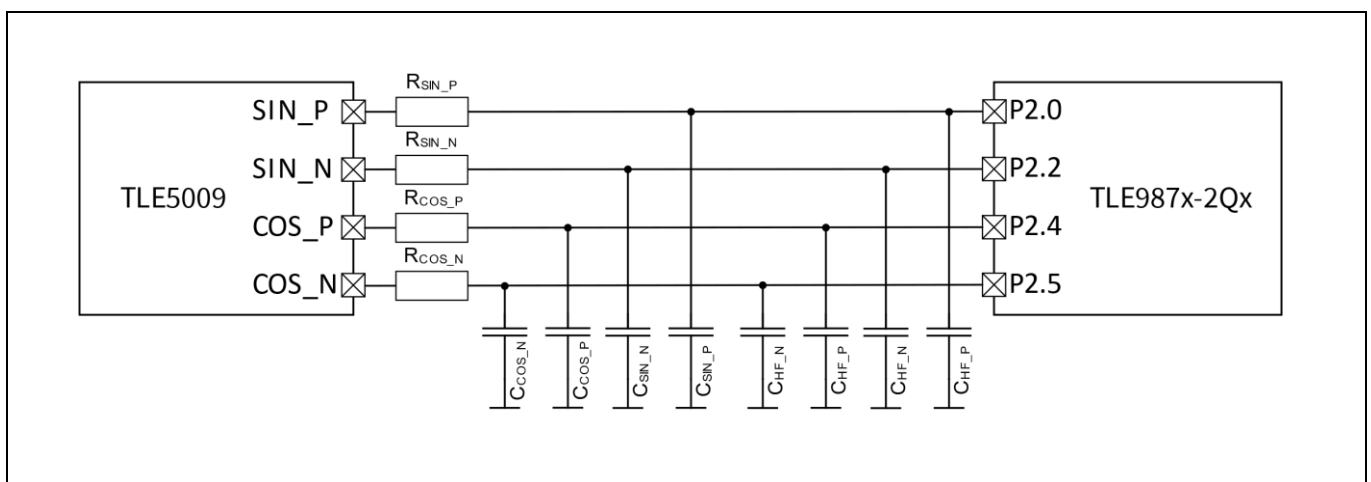 R_SIN_P
SIN_P P2.0
R_SIN_N
SIN_N P2.2
TLE5009 TLE987x-2Qx
R_COS_P
COS_P P2.4
R_COS_N
COS_N P2.5
C_COS_N
C_COS_P
C_SIN_N
C_SIN_P
C_HF_N
C_HF_P
C_HF_N
C_HF_P